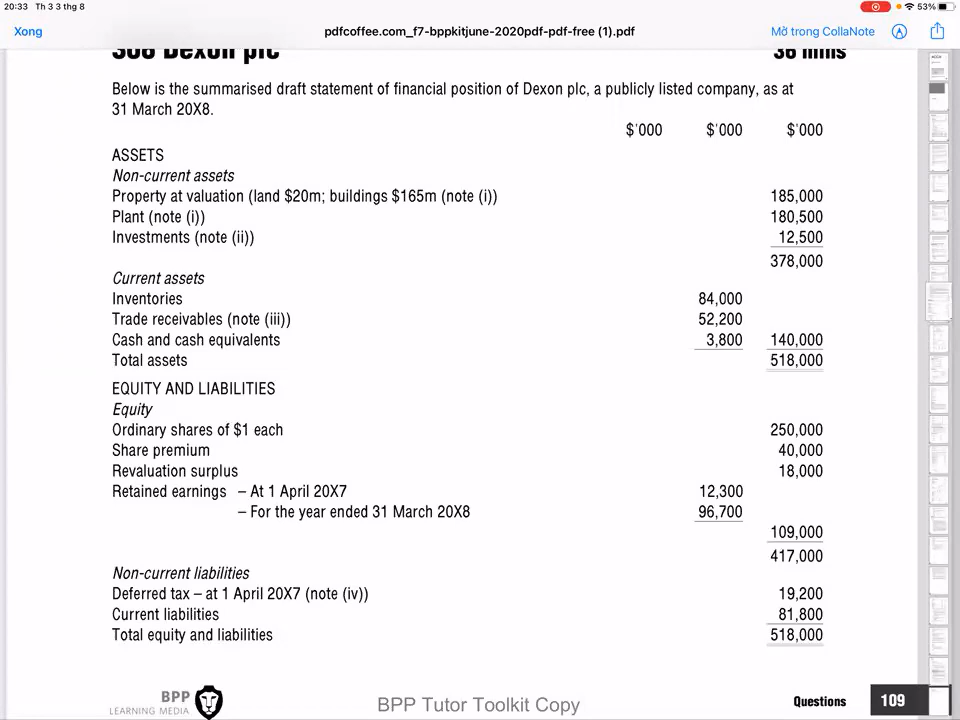 20:33 Th 3 3 thg 8
53%
Xong
pdfcoffee.com_f7-bppkitjune-2020pdf-pdf-free (1).pdf
Mở trong CollaNote
308 Dexon plc 36 mins
Below is the summarised draft statement of financial position of Dexon plc, a publicly listed company, as at
31 March 20X8.
$'000 $'000 $'000
ASSETS
Non-current assets
Property at valuation (land $20m; buildings $165m (note (i)) 185,000
Plant (note (i)) 180,500
Investments (note (ii)) 12,500
378,000
Current assets
Inventories 84,000
Trade receivables (note (iii)) 52,200
Cash and cash equivalents 3,800 140,000
Total assets 518,000
EQUITY AND LIABILITIES
Equity
Ordinary shares of $1 each 250,000
Share premium 40,000
Revaluation surplus 18,000
Retained earnings – At 1 April 20X7 12,300
– For the year ended 31 March 20X8 96,700
109,000
417,000
Non-current liabilities
Deferred tax – at 1 April 20X7 (note (iv)) 19,200
Current liabilities 81,800
Total equity and liabilities 518,000
BPP
LEARNING MEDIA
BPP Tutor Toolkit Copy
Questions 109